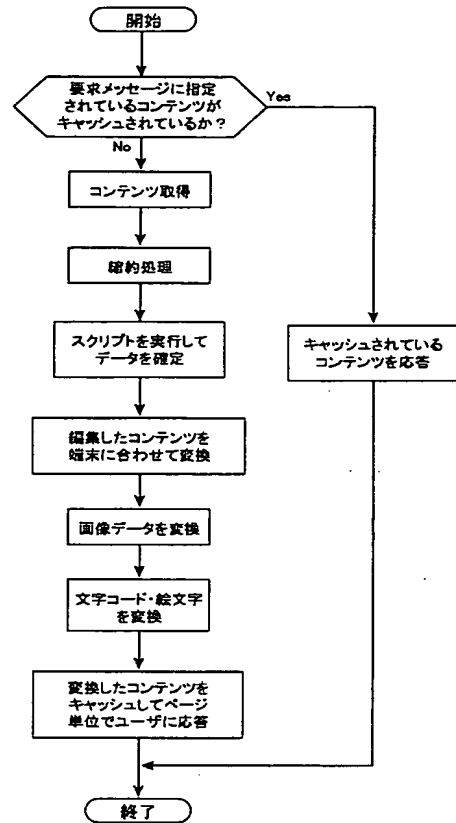 開始
要求メッセージに指定
されているコンテンツが
キャッシュされているか？
Yes
No
コンテンツ取得
縮約処理
スクリプトを実行して
データを確定
キャッシュされている
コンテンツを応答
編集したコンテンツを
端末に合わせて変換
画像データを変換
文字コード・絵文字
を変換
変換したコンテンツを
キャッシュしてページ
単位でユーザに応答
終了